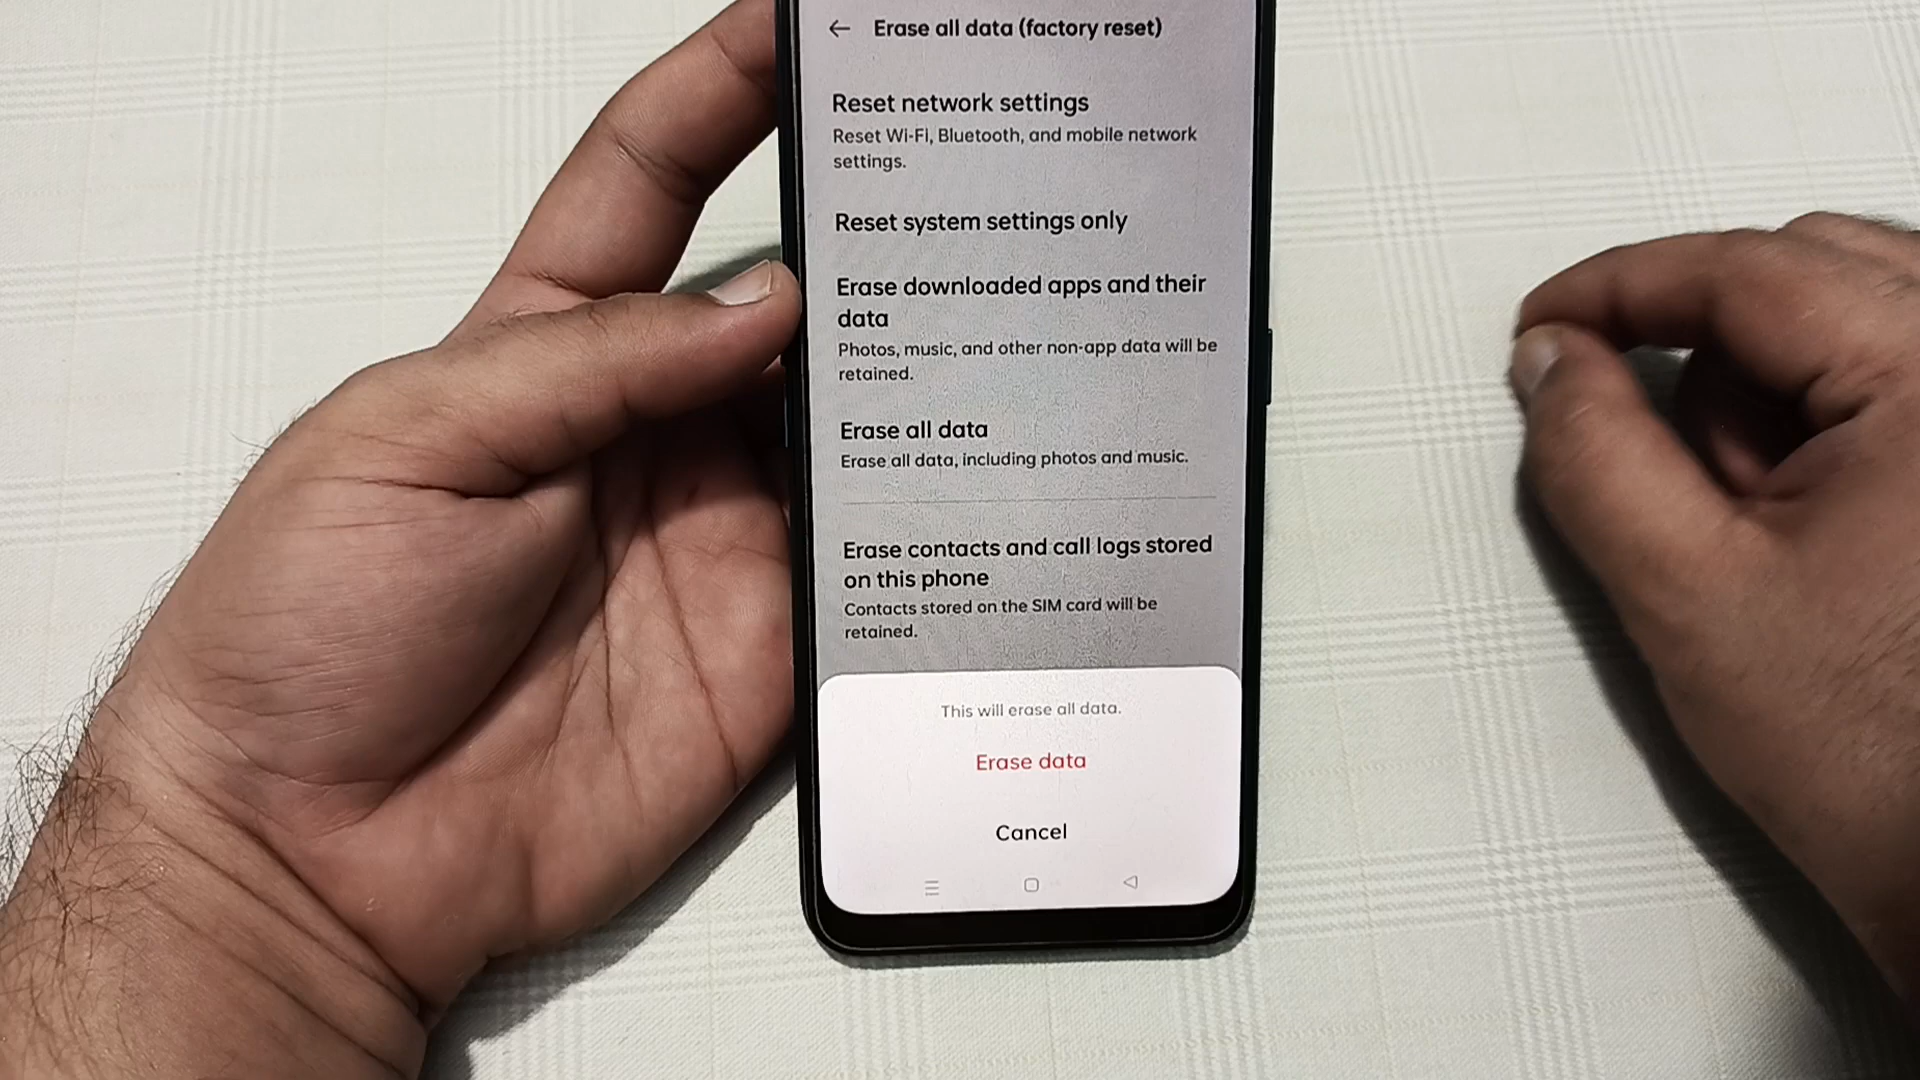 Erase all data (factory reset)
Reset network settings
Reset Wi-Fi, Bluetooth, and mobile network
settings.
Reset system settings only
Erase downloaded apps and their
data
Photos, music, and other non-app data will be
retained.
Erase all data
Erase all data, including photos and music.
Erase contacts and call logs stored
on this phone
Contacts stored on the SIM card will be
retained.
This will erase all data.
Erase data
Cancel